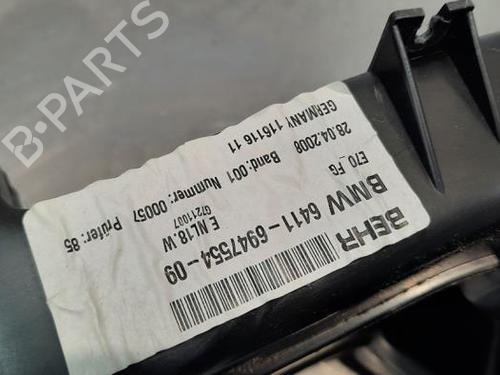 BEHR
BMW 6411-6947554-09
E70_FG
E.NL18.W
G7211007
28.04.2008 Band:001 Nummer: 00057 Prüfer: 85
GERMANY 116116 11
B-PARTS